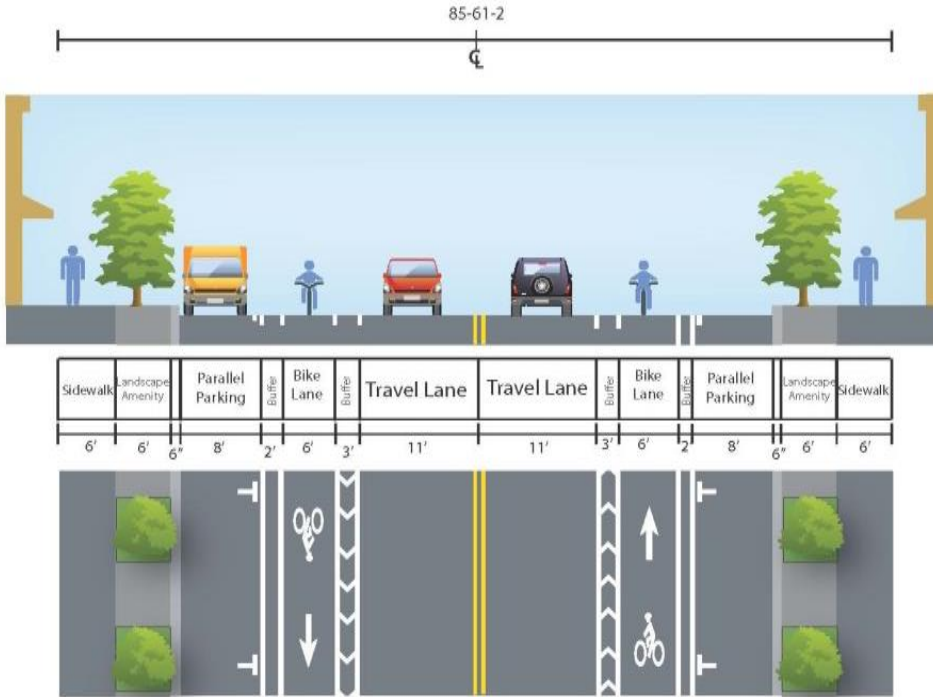 85-61-2
℄
Sidewalk Landscape Amenity Parallel Parking Buffer Bike Lane Buffer Travel Lane Travel Lane Buffer Bike Lane Buffer Parallel Parking Landscape Amenity Sidewalk
6' 6' 6" 8' 2' 6' 3' 11' 11' 3' 6' 2' 8' 6" 6' 6'